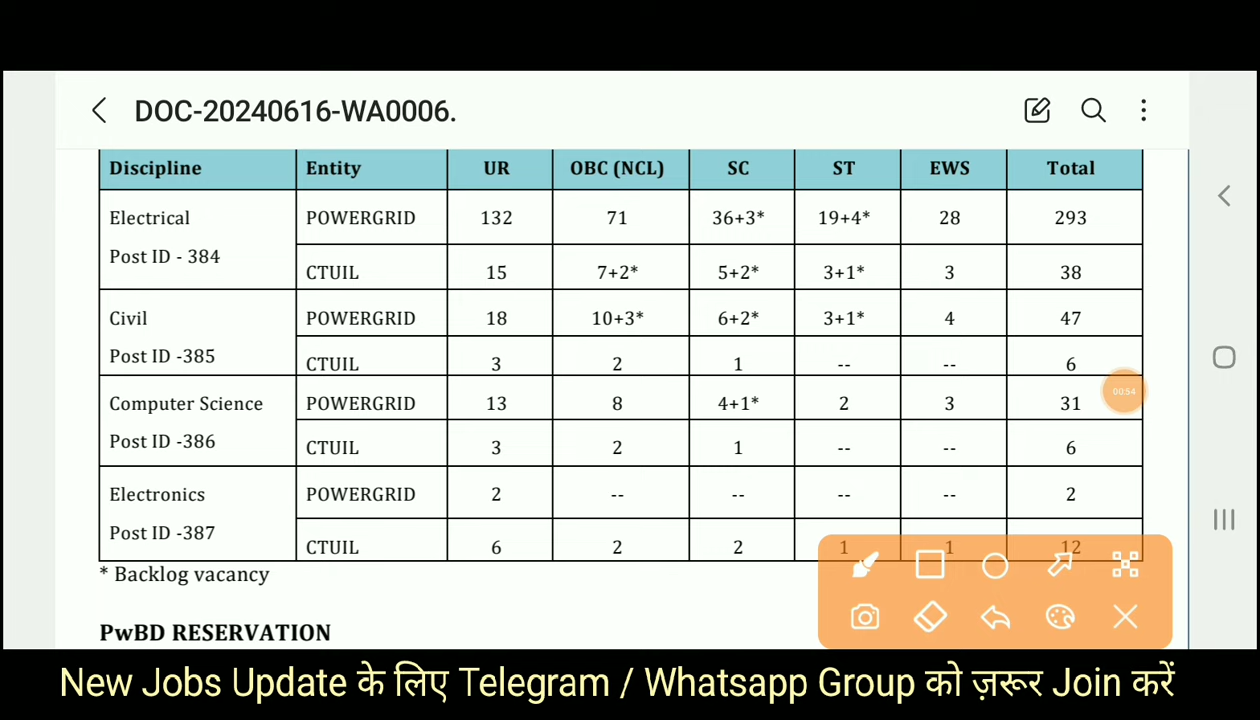 DOC-20240616-WA0006.
Discipline Entity UR OBC (NCL) SC ST EWS Total
Electrical POWERGRID 132 71 36+3* 19+4* 28 293
Post ID - 384
CTUIL 15 7+2* 5+2* 3+1* 3 38
Civil POWERGRID 18 10+3* 6+2* 3+1* 4 47
Post ID -385
CTUIL 3 2 1 -- -- 6
Computer Science POWERGRID 13 8 4+1* 2 3 31
00:54
Post ID -386
CTUIL 3 2 1 -- -- 6
Electronics POWERGRID 2 -- -- -- -- 2
Post ID -387
CTUIL 6 2 2 1 1 12
* Backlog vacancy
PwBD RESERVATION
New Jobs Update के लिए Telegram / Whatsapp Group को ज़रूर Join करें